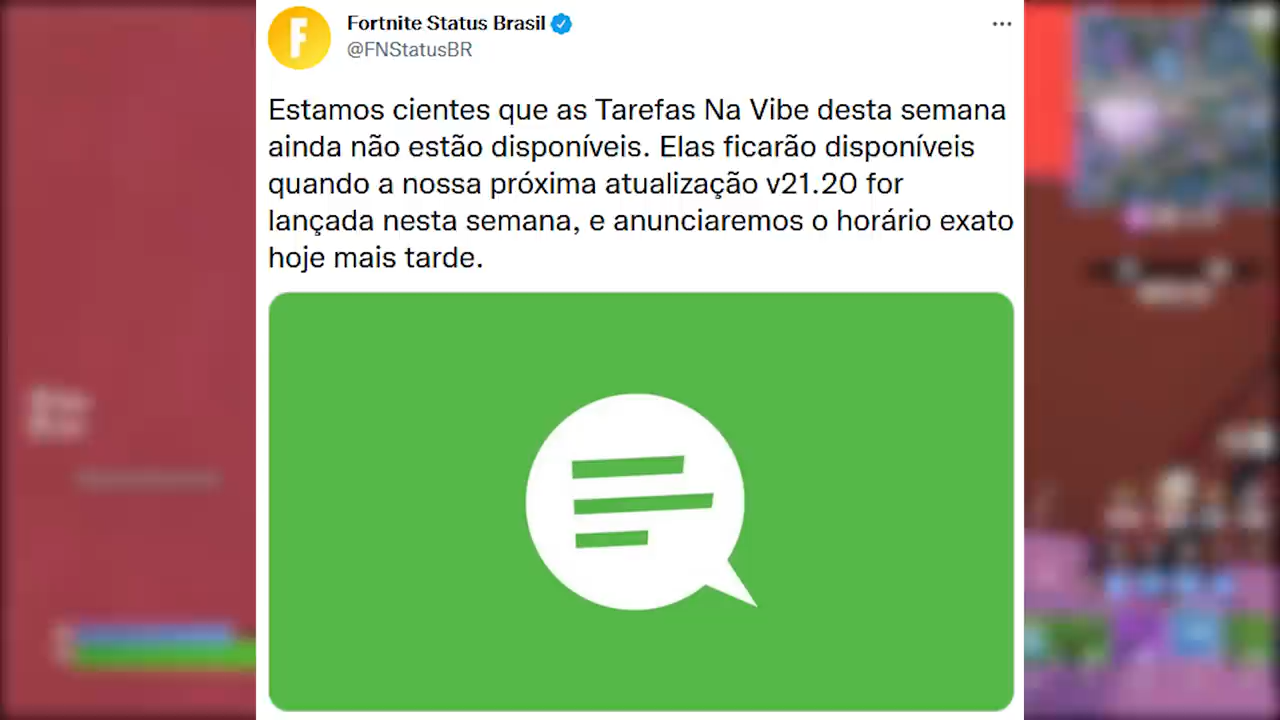 Fortnite Status Brasil
@FNStatusBR
Estamos cientes que as Tarefas Na Vibe desta semana
ainda não estão disponíveis. Elas ficarão disponíveis
quando a nossa próxima atualização v21.20 for
lançada nesta semana, e anunciaremos o horário exato
hoje mais tarde.